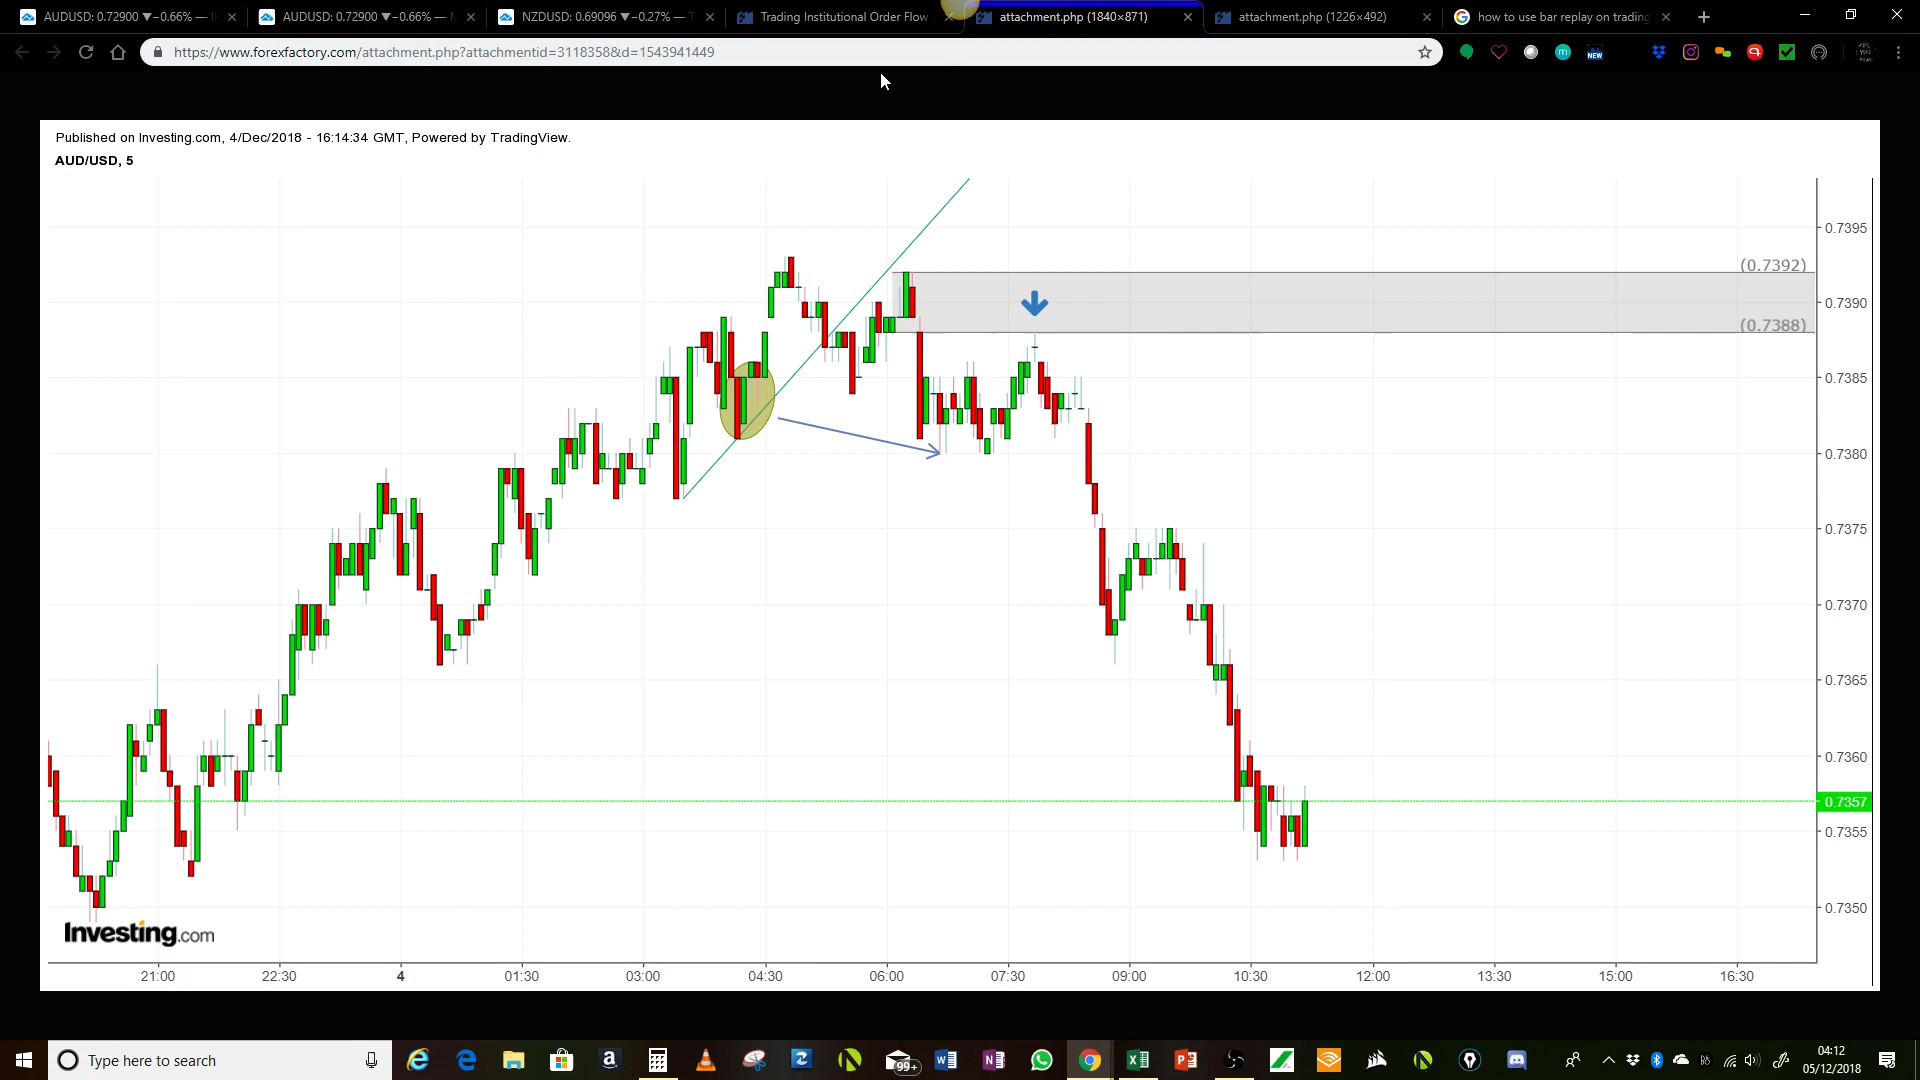 AUDUSD: 0.72900 ▼−0.66% —
AUDUSD: 0.72900 ▼−0.66% —
NZDUSD: 0.69096 ▼−0.27% —
Trading Institutional Order Flow
attachment.php (1840×871)
attachment.php (1226×492)
how to use bar replay on trading
https://www.forexfactory.com/attachment.php?attachmentid=3118358&d=1543941449
NEW
Published on Investing.com, 4/Dec/2018 - 16:14:34 GMT, Powered by TradingView.
AUD/USD, 5
0.7395
(0.7392)
0.7390
(0.7388)
0.7385
0.7380
0.7375
0.7370
0.7365
0.7360
0.7357
0.7355
0.7350
Investing.com
21:00 22:30 4 01:30 03:00 04:30 06:00 07:30 09:00 10:30 12:00 13:30 15:00 16:30
Type here to search
99+
04:12
05/12/2018